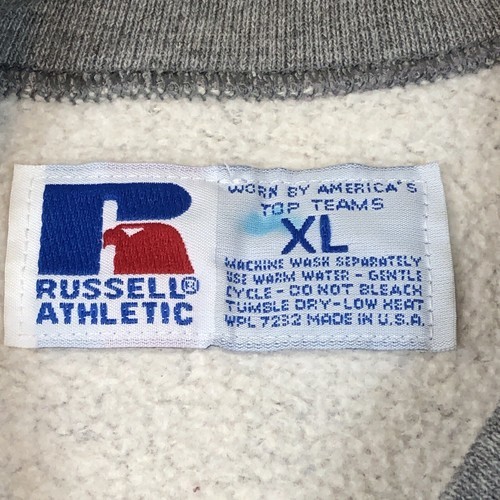 RUSSELL®
ATHLETIC
WORN BY AMERICA'S
TOP TEAMS
XL
MACHINE WASH SEPARATELY
USE WARM WATER - GENTLE
CYCLE - DO NOT BLEACH
TUMBLE DRY-LOW HEAT
WPL 7232 MADE IN U.S.A.